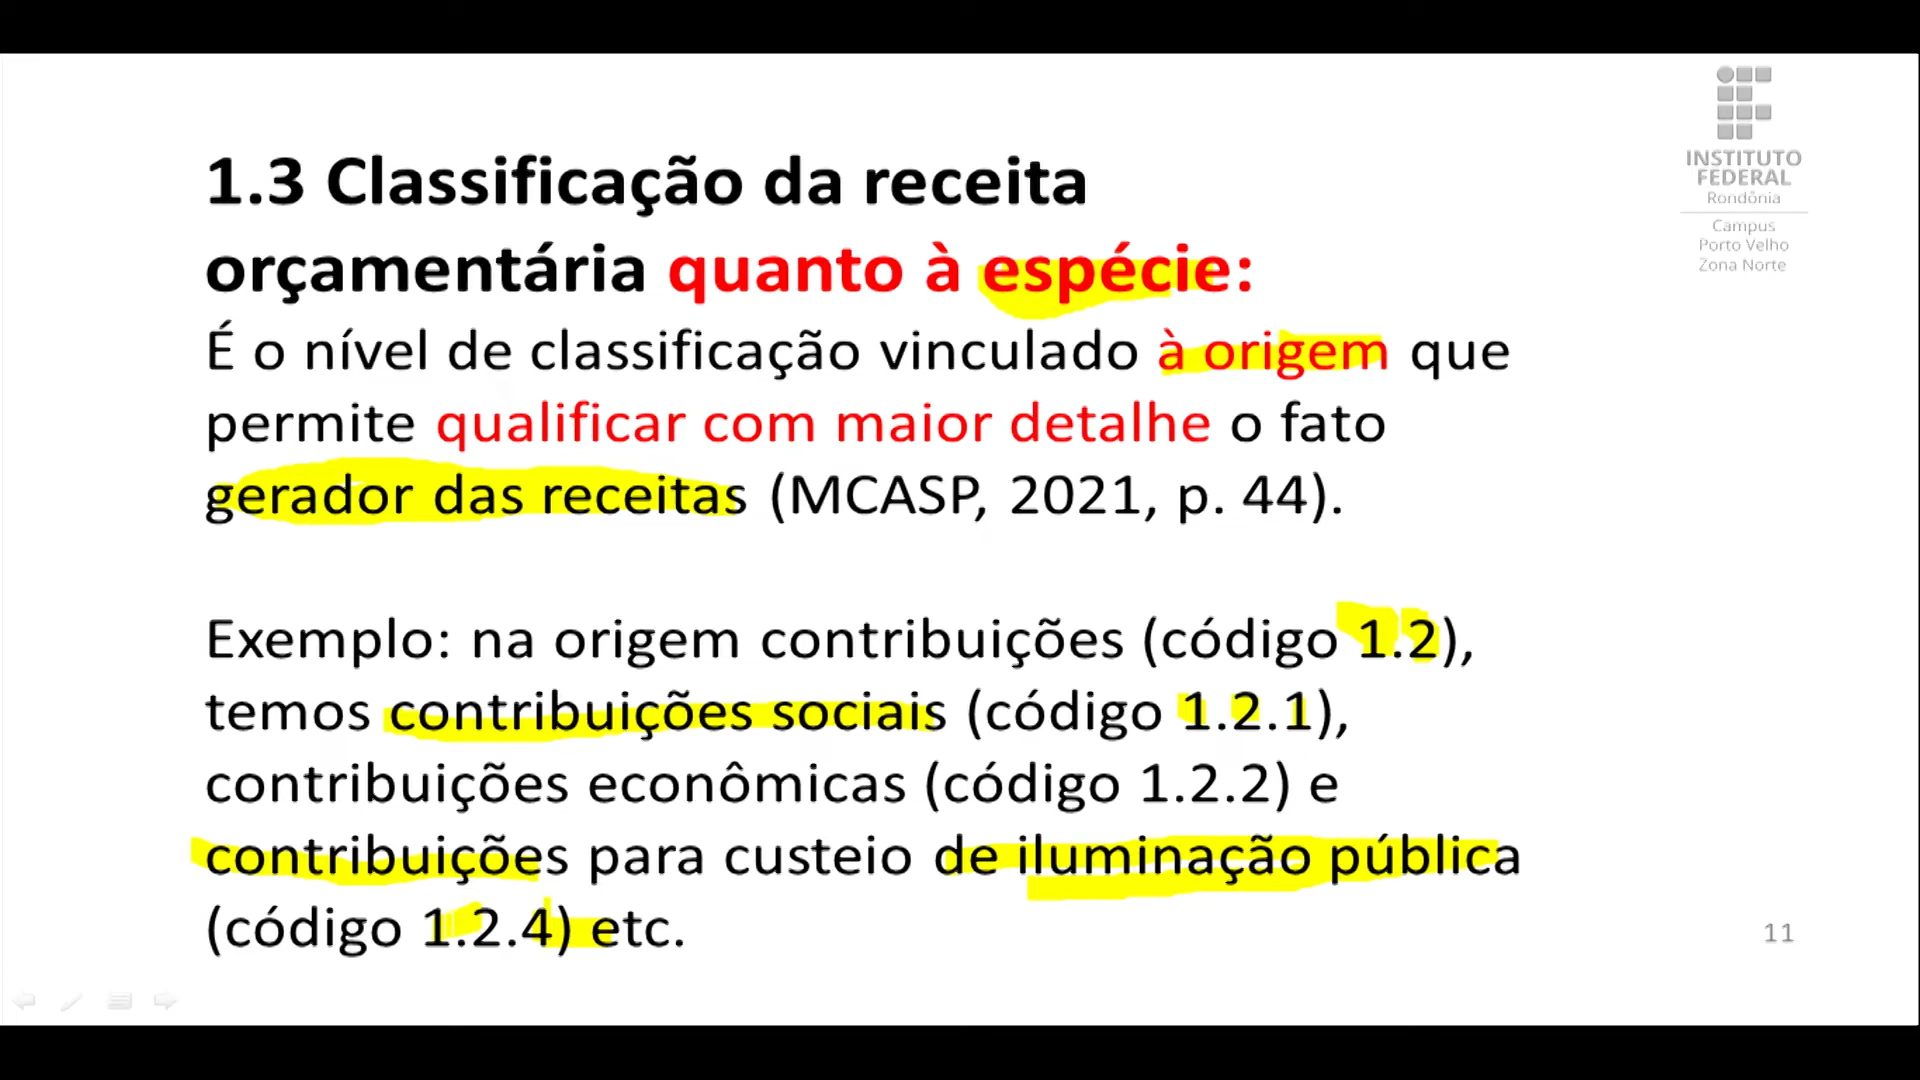 INSTITUTO
FEDERAL
Rondônia
Campus
Porto Velho
Zona Norte
1.3 Classificação da receita
orçamentária quanto à espécie:
É o nível de classificação vinculado à origem que
permite qualificar com maior detalhe o fato
gerador das receitas (MCASP, 2021, p. 44).
Exemplo: na origem contribuições (código 1.2),
temos contribuições sociais (código 1.2.1),
contribuições econômicas (código 1.2.2) e
contribuições para custeio de iluminação pública
(código 1.2.4) etc.
11